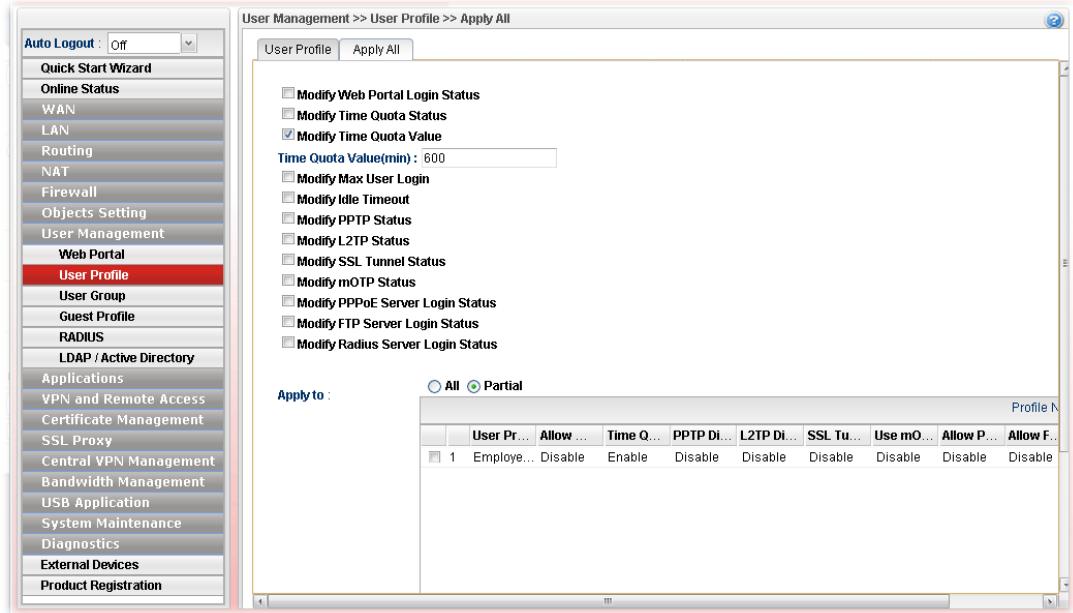 User Management >> User Profile >> Apply All
Auto Logout : Off
Quick Start Wizard
Online Status
WAN
LAN
Routing
NAT
Firewall
Objects Setting
User Management
Web Portal
User Profile
User Group
Guest Profile
RADIUS
LDAP / Active Directory
Applications
VPN and Remote Access
Certificate Management
SSL Proxy
Central VPN Management
Bandwidth Management
USB Application
System Maintenance
Diagnostics
External Devices
Product Registration
User Profile Apply All
Modify Web Portal Login Status
Modify Time Quota Status
Modify Time Quota Value
Time Quota Value(min) : 600
Modify Max User Login
Modify Idle Timeout
Modify PPTP Status
Modify L2TP Status
Modify SSL Tunnel Status
Modify mOTP Status
Modify PPPoE Server Login Status
Modify FTP Server Login Status
Modify Radius Server Login Status
Apply to : All Partial
Profile N
User Pr... Allow ... Time Q... PPTP Di... L2TP Di... SSL Tu... Use mO... Allow P... Allow F...
1 Employe... Disable Enable Disable Disable Disable Disable Disable Disable